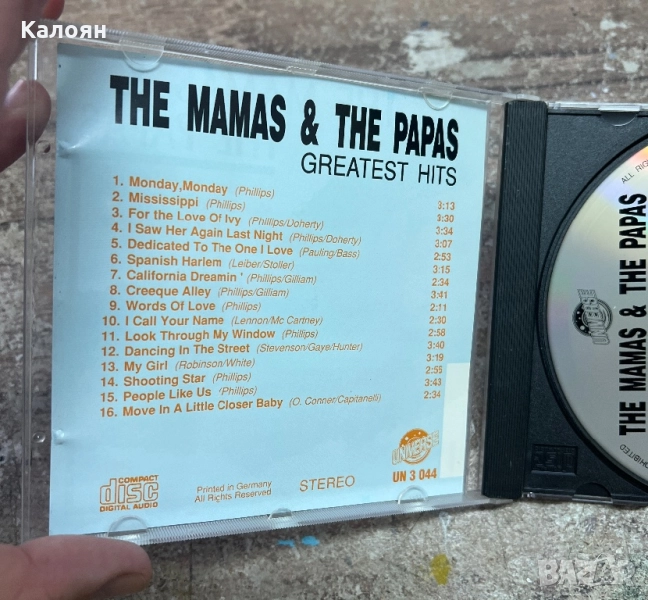 Калоян
THE MAMAS & THE PAPAS
GREATEST HITS
1. Monday,Monday (Phillips) 3:13
2. Mississippi (Phillips) 3:30
3. For the Love Of Ivy (Phillips/Doherty) 3:34
4. I Saw Her Again Last Night (Phillips/Doherty) 3:07
5. Dedicated To The One I Love (Pauling/Bass) 2:53
6. Spanish Harlem (Leiber/Stoller) 3:15
7. California Dreamin ' (Phillips/Gilliam) 2:34
8. Creeque Alley (Phillips/Gilliam) 3:41
9. Words Of Love (Phillips) 2:11
10. I Call Your Name (Lennon/Mc Cartney) 2:30
11. Look Through My Window (Phillips) 2:58
12. Dancing In The Street (Stevenson/Gaye/Hunter) 3:40
13. My Girl (Robinson/White) 3:19
14. Shooting Star (Phillips) 2:55
15. People Like Us (Phillips) 3:43
16. Move In A Little Closer Baby (O. Conner/Capitanelli) 2:34
COMPACT
disc
DIGITAL AUDIO
Printed in Germany
All Rights Reserved
STEREO
UNIVERSE
UN 3 044
ALL RIG
UNIVERSE
THE MAMAS & THE PAPAS
OHIBITED
BAZAR